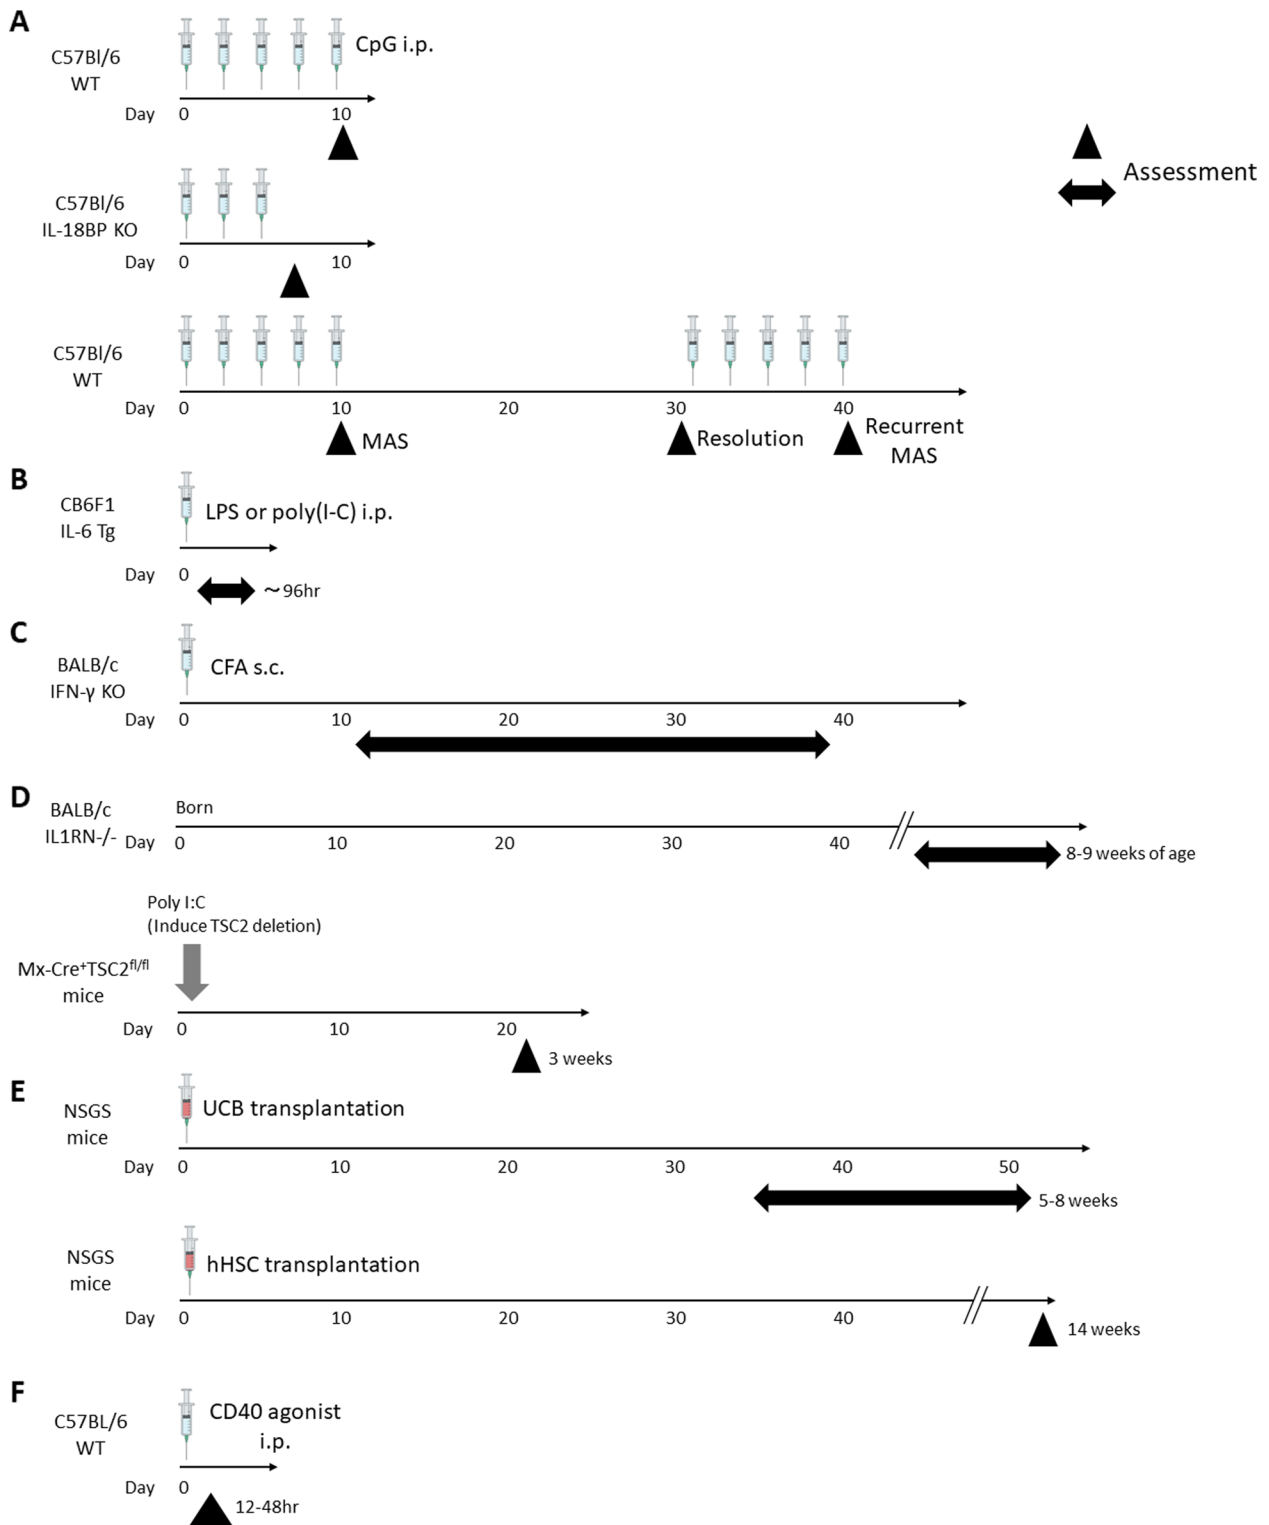 A
C57Bl/6
WT
CpG i.p.
Day
0
10
Assessment
C57Bl/6
IL-18BP KO
Day
0
10
C57Bl/6
WT
Day
0
10
20
30
40
MAS
Resolution
Recurrent
MAS
B
CB6F1
IL-6 Tg
LPS or poly(I-C) i.p.
Day
0
～96hr
C
BALB/c
IFN-γ KO
CFA s.c.
Day
0
10
20
30
40
D
BALB/c
IL1RN-/-
Born
Day
0
10
20
30
40
8-9 weeks of age
Poly I:C
(Induce TSC2 deletion)
Mx-Cre⁺TSC2fl/fl
mice
Day
0
10
20
3 weeks
E
NSGS
mice
UCB transplantation
Day
0
10
20
30
40
50
5-8 weeks
NSGS
mice
hHSC transplantation
Day
0
10
20
30
40
14 weeks
F
C57BL/6
WT
CD40 agonist
i.p.
Day
0
12-48hr